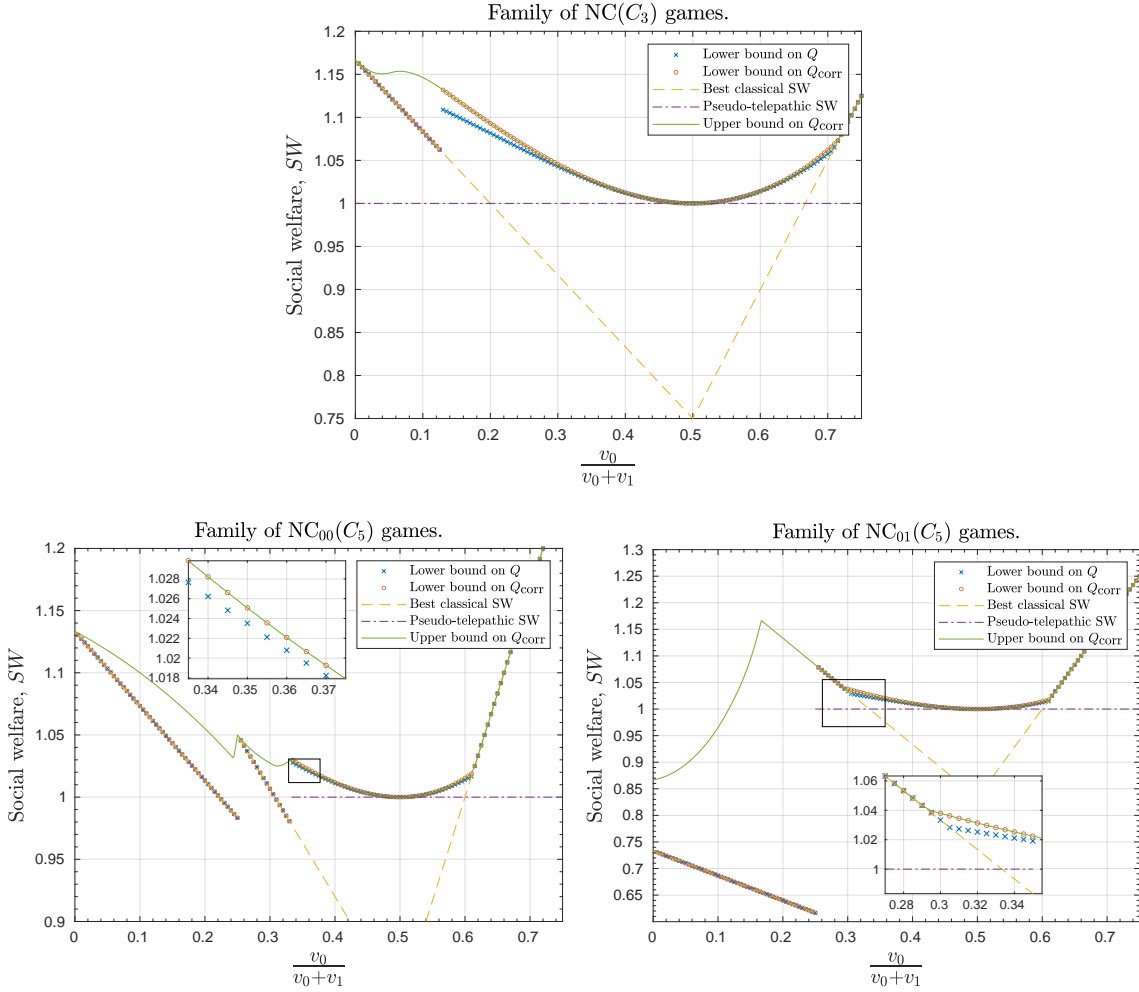 Family of NC(C₃) games.
Lower bound on Q
Lower bound on Q_corr
Best classical SW
Pseudo-telepathic SW
Upper bound on Q_corr
Social welfare, SW
1.2
1.15
1.1
1.05
1
0.95
0.9
0.85
0.8
0.75
0 0.1 0.2 0.3 0.4 0.5 0.6 0.7
v₀
v₀+v₁
Family of NC₀₀(C₅) games.
Lower bound on Q
Lower bound on Q_corr
Best classical SW
Pseudo-telepathic SW
Upper bound on Q_corr
1.028
1.026
1.024
1.022
1.02
1.018
0.34 0.35 0.36 0.37
Social welfare, SW
1.2
1.15
1.1
1.05
1
0.95
0.9
0 0.1 0.2 0.3 0.4 0.5 0.6 0.7
v₀
v₀+v₁
Family of NC₀₁(C₅) games.
Lower bound on Q
Lower bound on Q_corr
Best classical SW
Pseudo-telepathic SW
Upper bound on Q_corr
Social welfare, SW
1.3
1.25
1.2
1.15
1.1
1.05
1
0.95
0.9
0.85
0.8
0.75
0.7
0.65
1.06
1.04
1.02
1
0.28 0.3 0.32 0.34
0 0.1 0.2 0.3 0.4 0.5 0.6 0.7
v₀
v₀+v₁